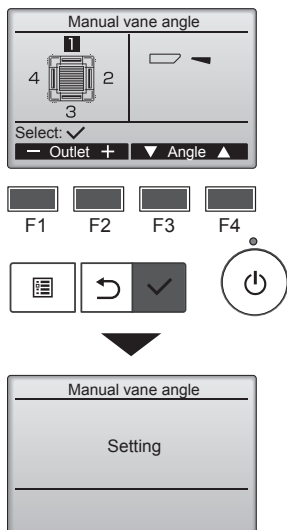 Manual vane angle
1
4 2
3
Select: ✓
− Outlet + ▼ Angle ▲
F1 F2 F3 F4
Manual vane angle
Setting